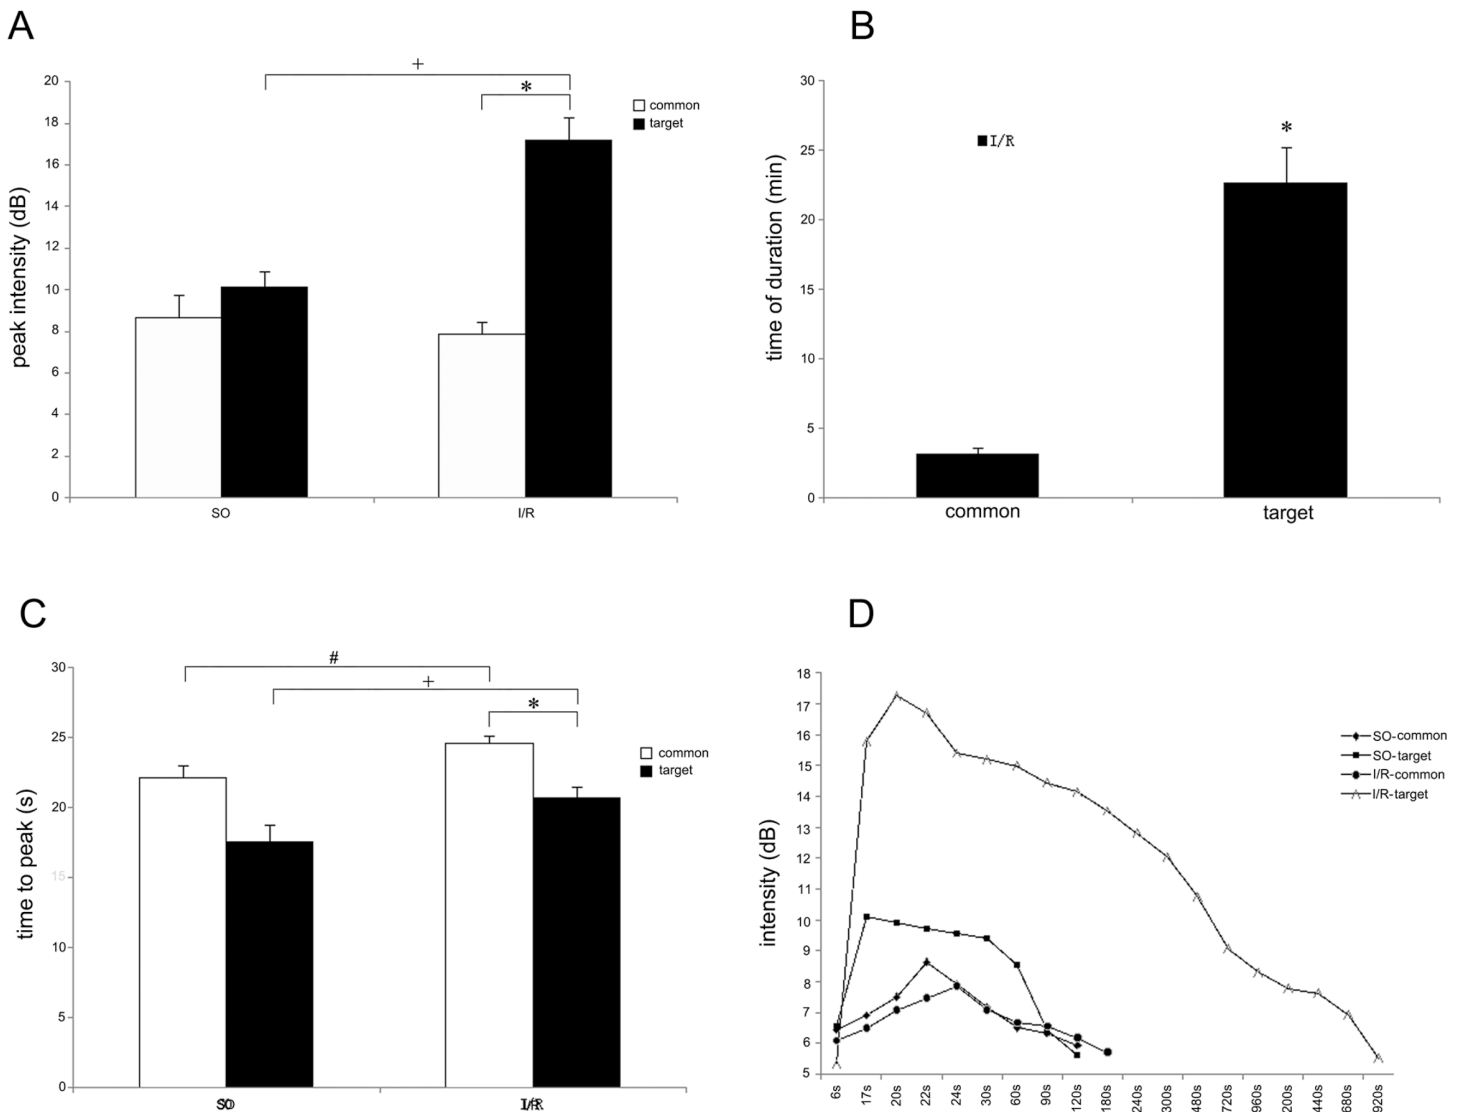 A
+
*
20
18
16
14
12
10
8
6
4
2
0
peak intensity (dB)
common
target
SO
I/R
B
30
25
20
15
10
5
0
time of duration (min)
I/R
*
common
target
C
#
+
*
30
25
20
15
10
5
0
time to peak (s)
common
target
SO
I/R
D
18
17
16
15
14
13
12
11
10
9
8
7
6
5
intensity (dB)
SO-common
SO-target
I/R-common
I/R-target
6s
17s
20s
22s
24s
30s
60s
90s
120s
180s
240s
300s
480s
720s
960s
200s
440s
680s
920s